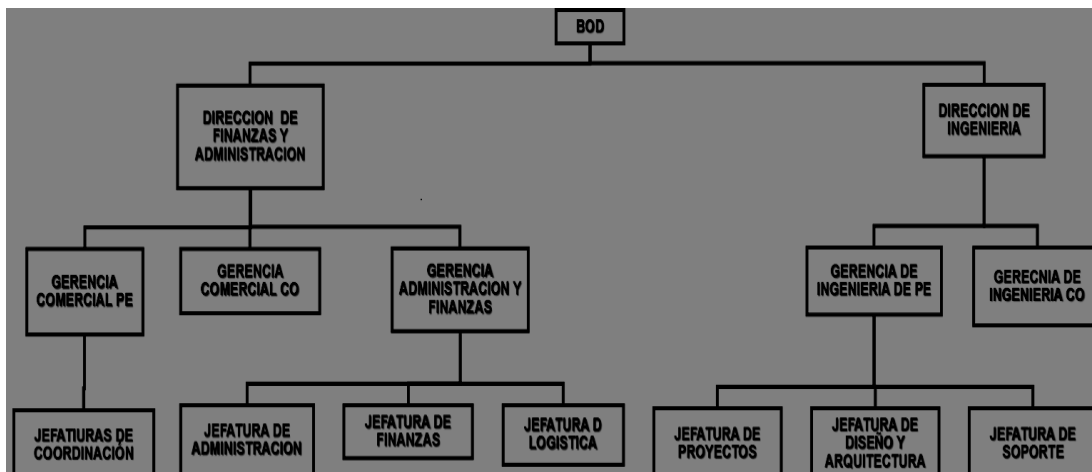 BOD
DIRECCION DE
FINANZAS Y
ADMINISTRACION
DIRECCION DE
INGENIERIA
GERENCIA
COMERCIAL PE
GERENCIA
COMERCIAL CO
GERENCIA
ADMINISTRACION Y
FINANZAS
GERENCIA DE
INGENIERIA DE PE
GERECNIA DE
INGENIERIA CO
JEFATIURAS DE
COORDINACIÓN
JEFATURA DE
ADMINISTRACION
JEFATURA DE
FINANZAS
JEFATURA D
LOGISTICA
JEFATURA DE
PROYECTOS
JEFATURA DE
DISEÑO Y
ARQUITECTURA
JEFATURA DE
SOPORTE